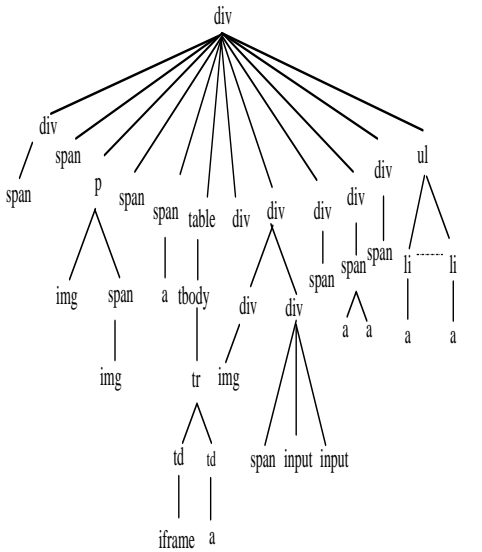 div
div
span
p
span
span
table
div
div
div
div
div
ul
span
img
span
a
tbody
div
div
span
span
span
li
li
img
tr
img
a
a
a
a
td
td
span
input
input
iframe
a